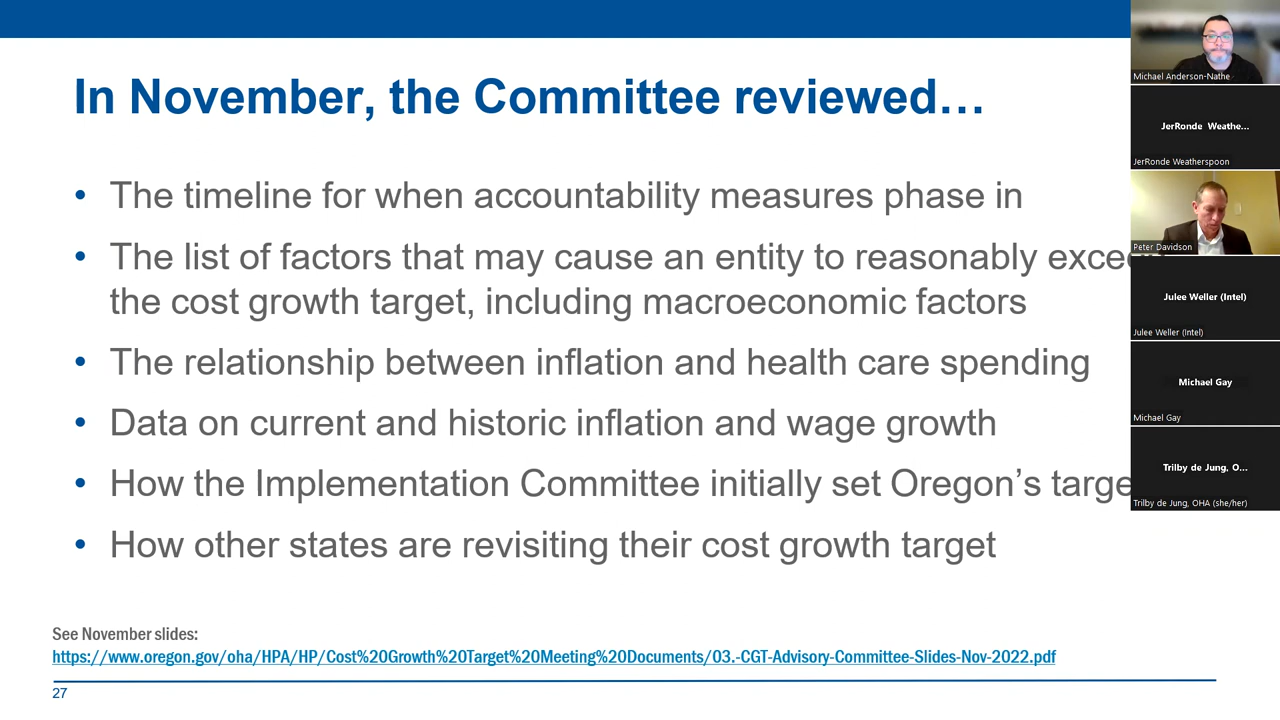 In November, the Committee reviewed…
• The timeline for when accountability measures phase in
• The list of factors that may cause an entity to reasonably excee
the cost growth target, including macroeconomic factors
• The relationship between inflation and health care spending
• Data on current and historic inflation and wage growth
• How the Implementation Committee initially set Oregon's targe
• How other states are revisiting their cost growth target
See November slides:
https://www.oregon.gov/oha/HPA/HP/Cost%20Growth%20Target%20Meeting%20Documents/03.-CGT-Advisory-Committee-Slides-Nov-2022.pdf
27
Michael Anderson-Nathe
JerRonde Weathe...
JerRonde Weatherspoon
Peter Davidson
Julee Weller (Intel)
Julee Weller (Intel)
Michael Gay
Michael Gay
Trilby de Jung, O...
Trilby de Jung, OHA (she/her)